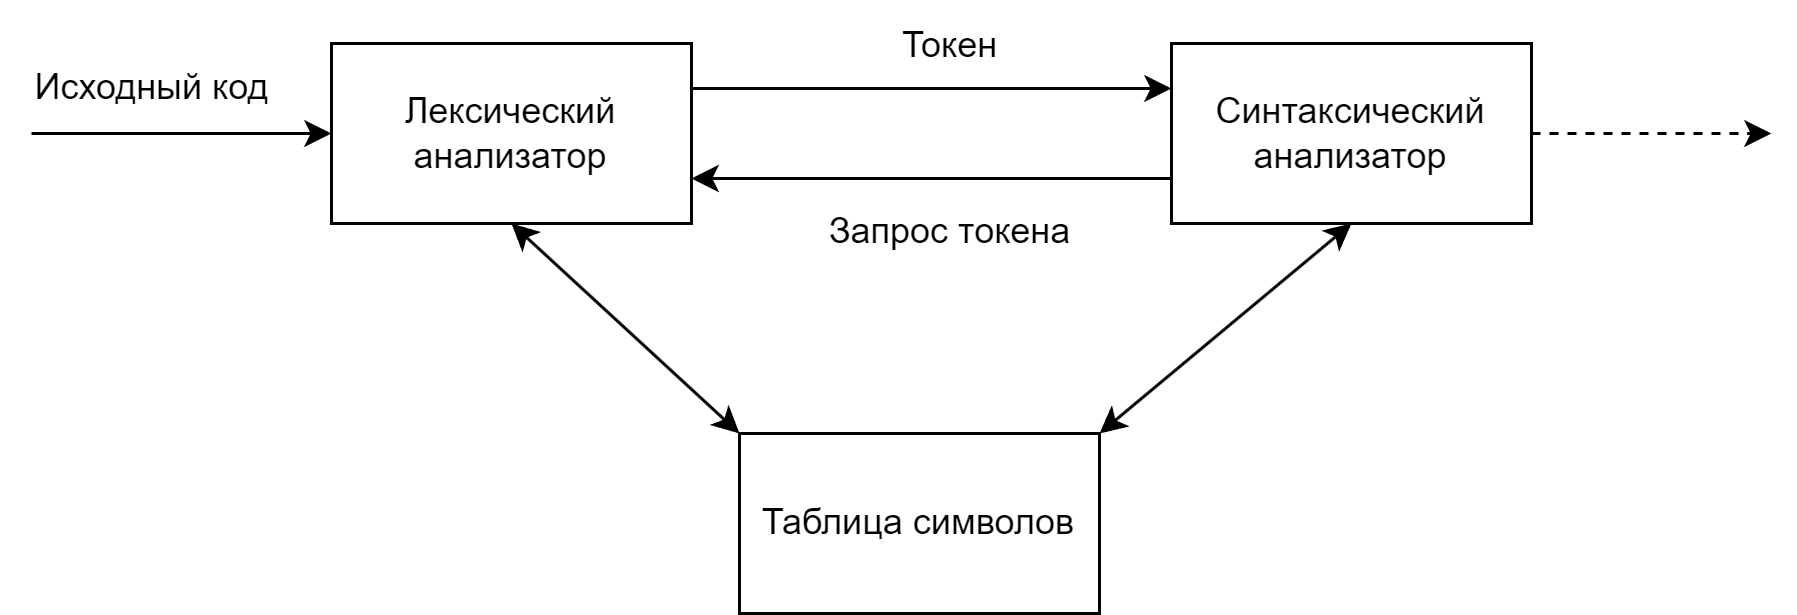 Исходный код
Лексический
анализатор
Токен
Запрос токена
Синтаксический
анализатор
Таблица символов